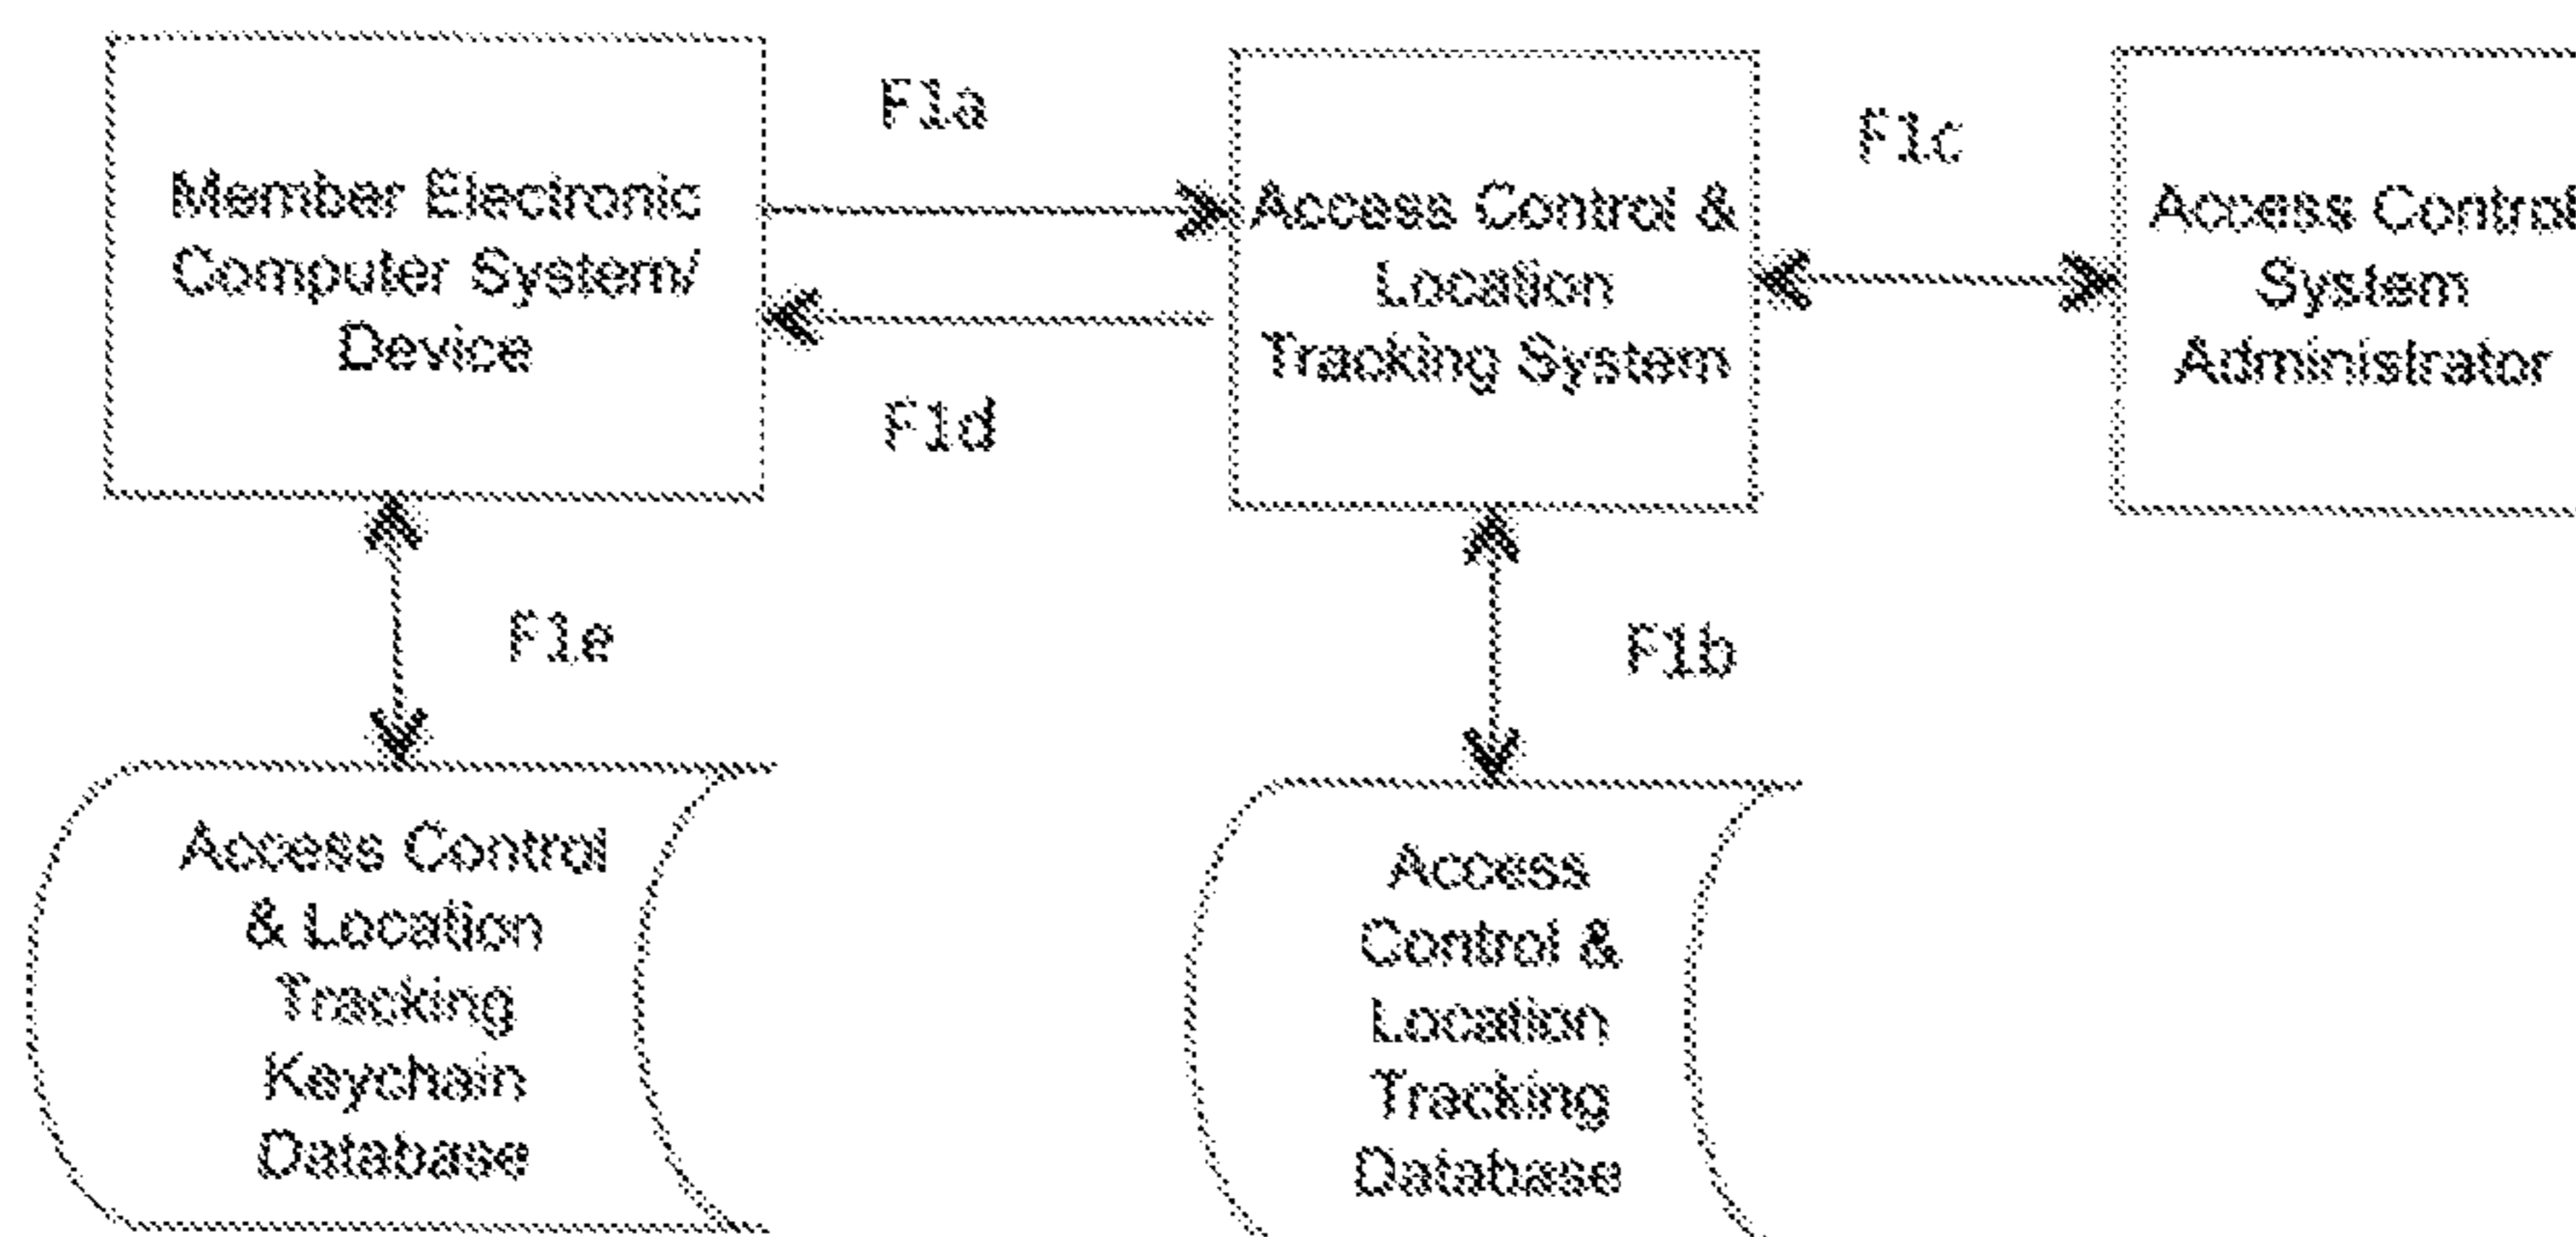 Member Electronic
Computer System/
Device
F1a
F1d
Access Control &
Location
Tracking System
F1c
Access Control
System
Administrator
F1e
F1b
Access Control
& Location
Tracking
Keychain
Database
Access
Control &
Location
Tracking
Database